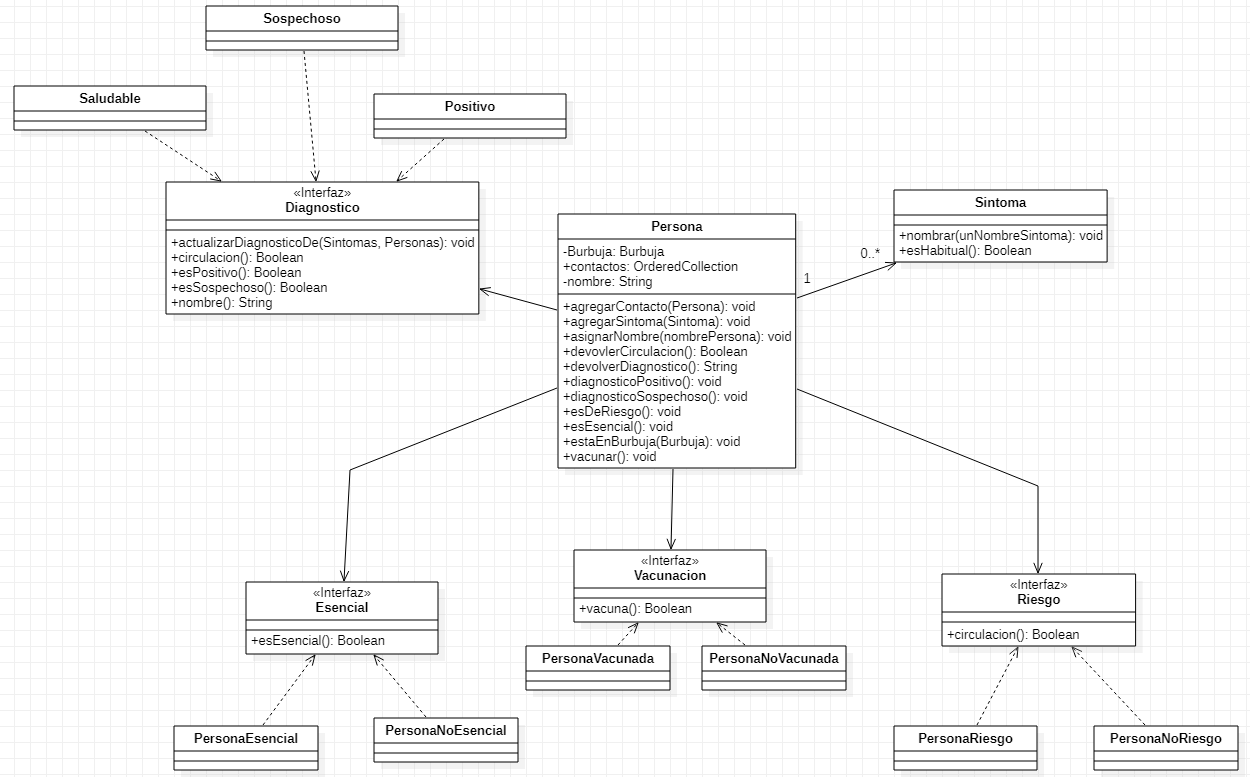 Sospechoso
Saludable
Positivo
«Interfaz»
Diagnostico
+actualizarDiagnosticoDe(Sintomas, Personas): void
+circulacion(): Boolean
+esPositivo(): Boolean
+esSospechoso(): Boolean
+nombre(): String
Persona
-Burbuja: Burbuja
+contactos: OrderedCollection
-nombre: String
+agregarContacto(Persona): void
+agregarSintoma(Sintoma): void
+asignarNombre(nombrePersona): void
+devovlerCirculacion(): Boolean
+devolverDiagnostico(): String
+diagnosticoPositivo(): void
+diagnosticoSospechoso(): void
+esDeRiesgo(): void
+esEsencial(): void
+estaEnBurbuja(Burbuja): void
+vacunar(): void
1
0..*
Sintoma
+nombrar(unNombreSintoma): void
+esHabitual(): Boolean
«Interfaz»
Esencial
+esEsencial(): Boolean
PersonaEsencial
PersonaNoEsencial
«Interfaz»
Vacunacion
+vacuna(): Boolean
PersonaVacunada
PersonaNoVacunada
«Interfaz»
Riesgo
+circulacion(): Boolean
PersonaRiesgo
PersonaNoRiesgo